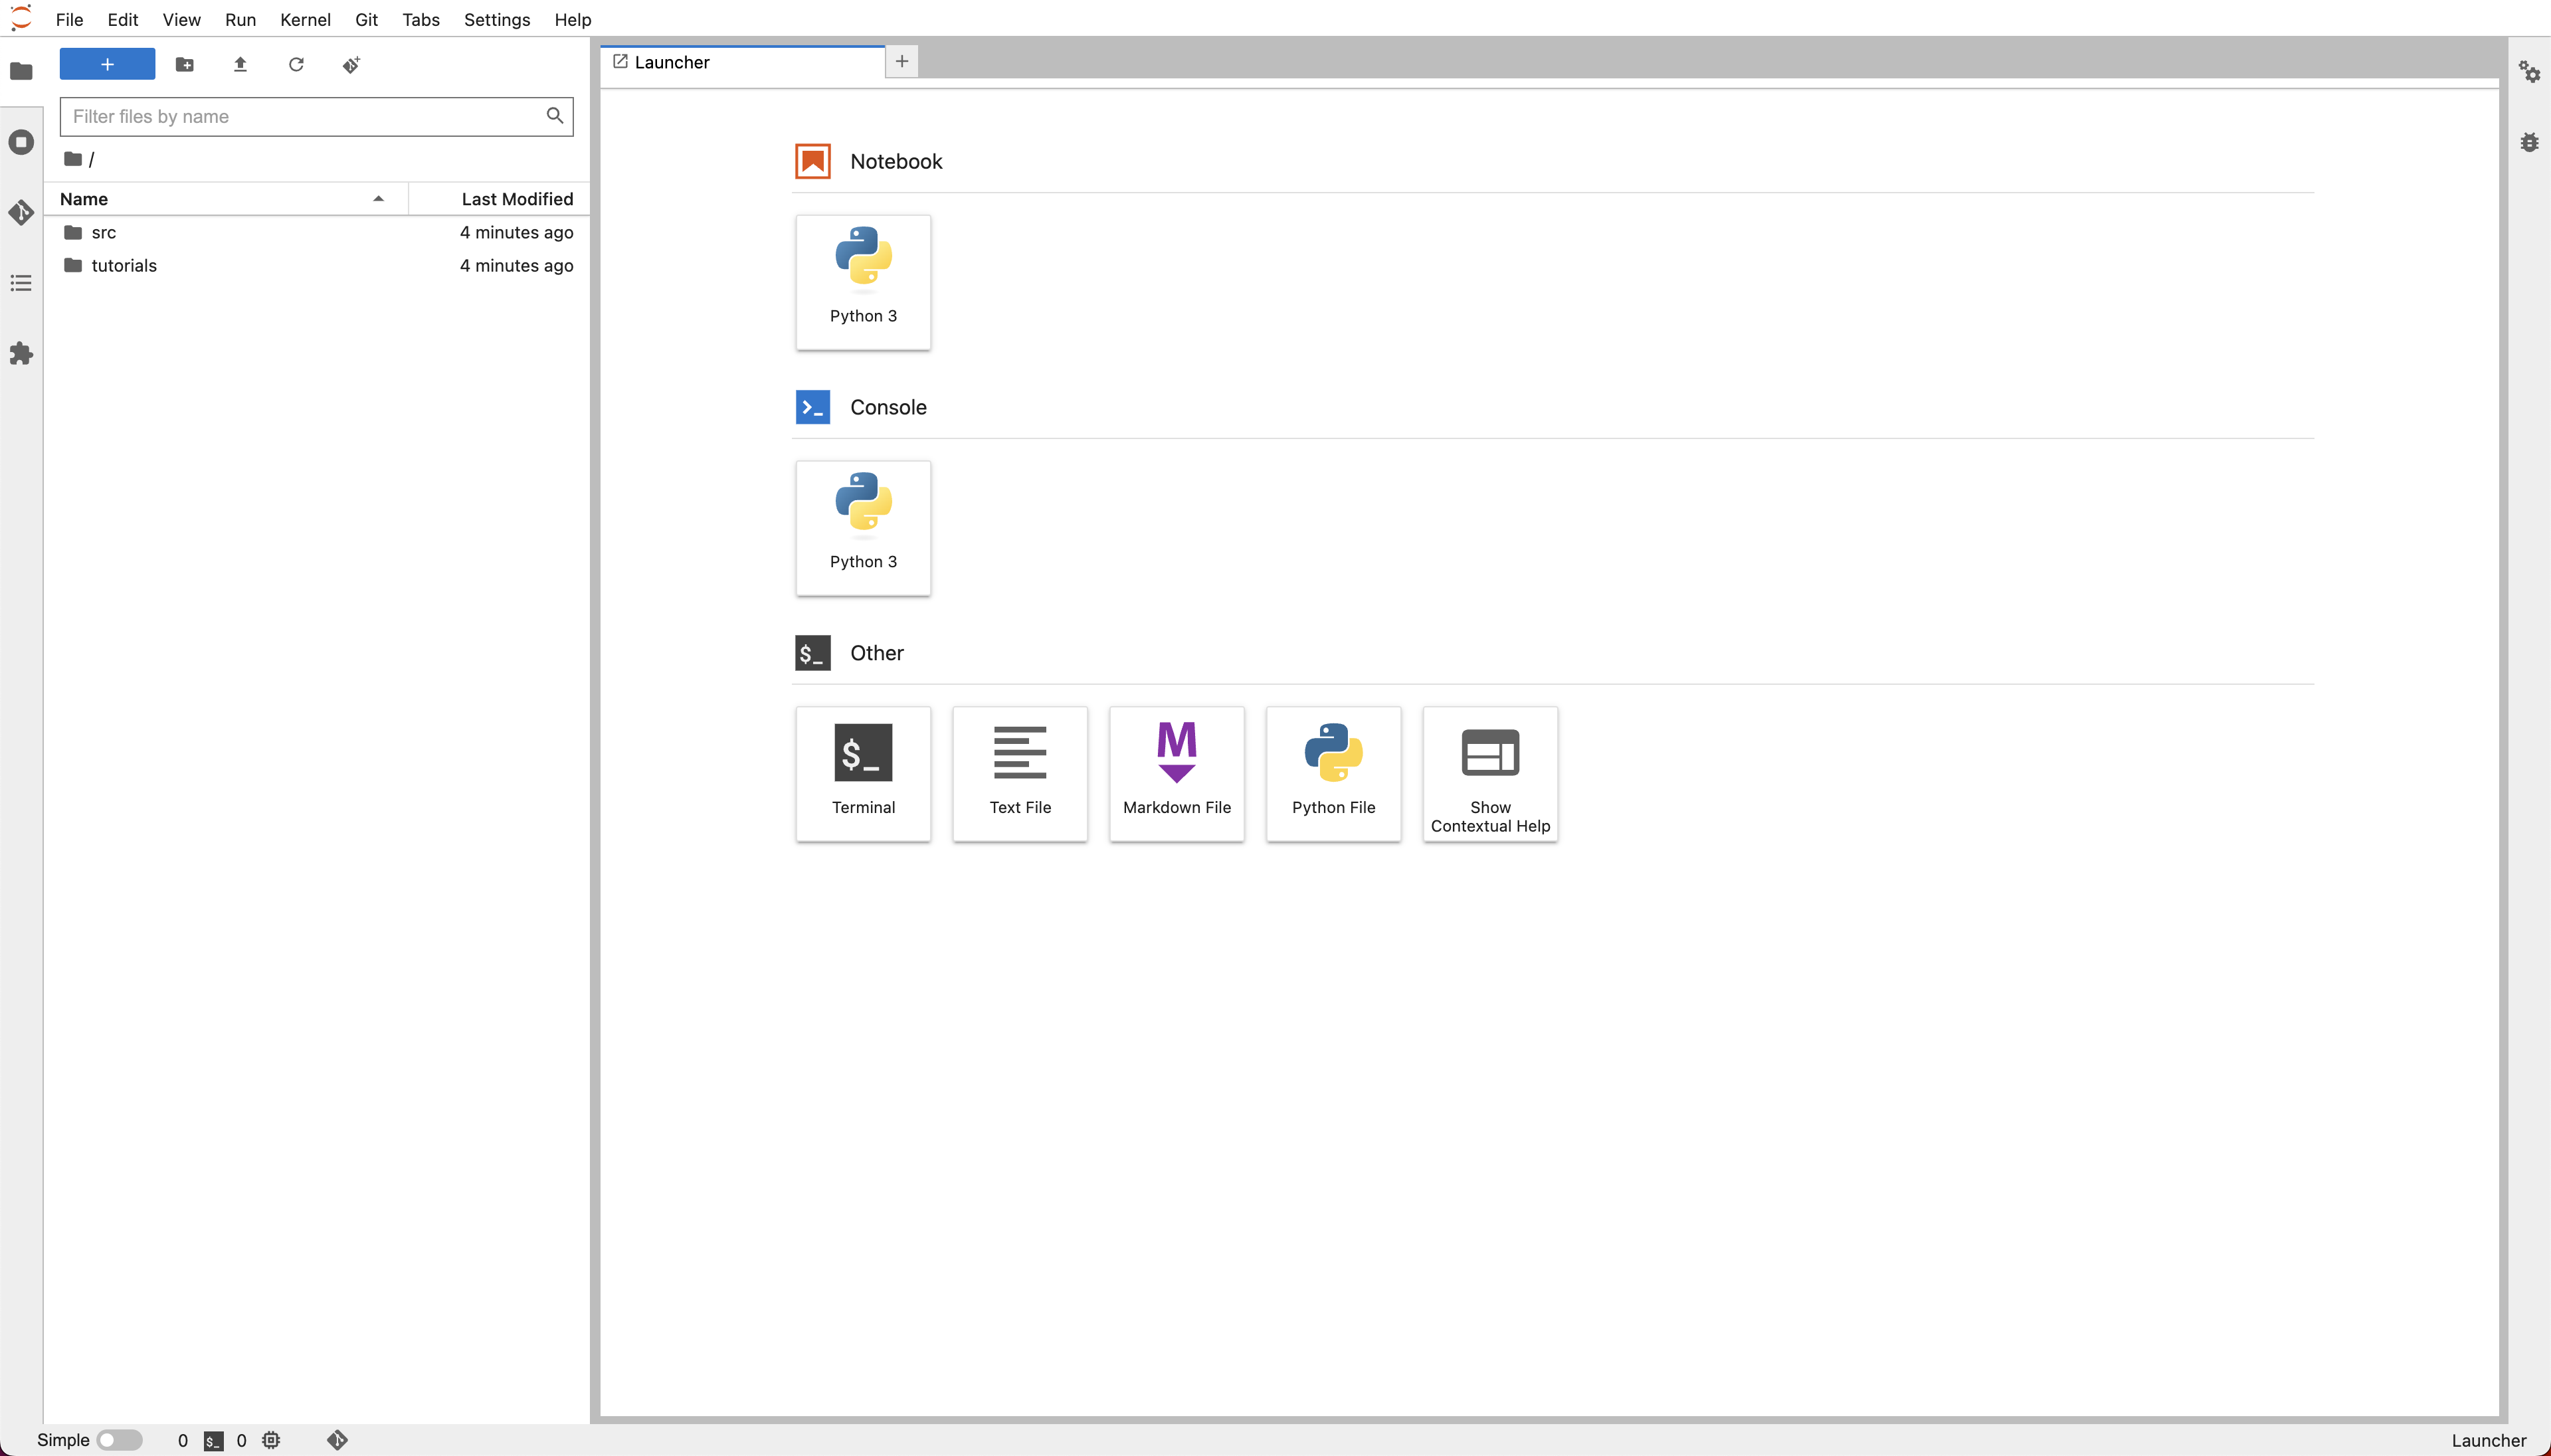 File Edit View Run Kernel Git Tabs Settings Help
Launcher
Filter files by name
/
Name Last Modified
src 4 minutes ago
tutorials 4 minutes ago
Notebook
Python 3
Console
Python 3
$_ Other
$_
M
Terminal
Text File
Markdown File
Python File
Show
Contextual Help
Simple 0 $_ 0 Launcher